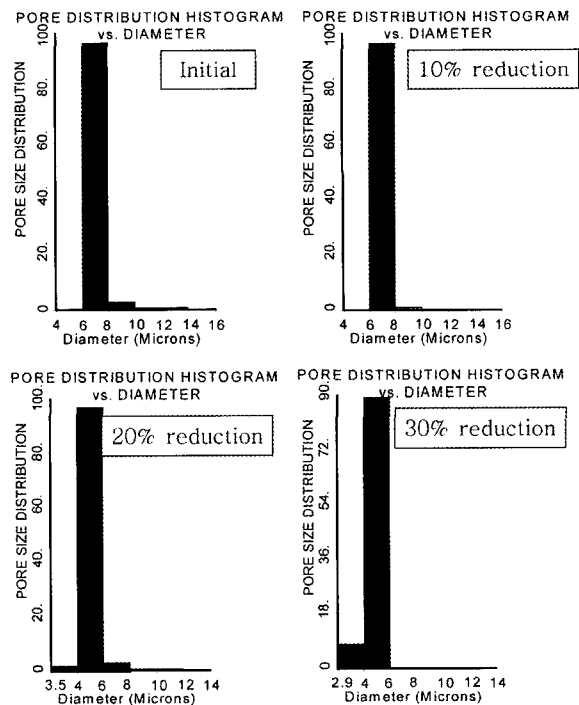 PORE DISTRIBUTION HISTOGRAM
vs. DIAMETER
Initial
PORE SIZE DISTRIBUTION
100.
80.
60.
40.
20.
0
4 6 8 10 12 14 16
Diameter (Microns)
PORE DISTRIBUTION HISTOGRAM
vs. DIAMETER
10% reduction
PORE SIZE DISTRIBUTION
100.
80.
60.
40.
20.
0
4 6 8 10 12 14 16
Diameter (Microns)
PORE DISTRIBUTION HISTOGRAM
vs. DIAMETER
20% reduction
PORE SIZE DISTRIBUTION
100.
80.
60.
40.
20.
0
3.5 4 6 8 10 12 14
Diameter (Microns)
PORE DISTRIBUTION HISTOGRAM
vs. DIAMETER
30% reduction
PORE SIZE DISTRIBUTION
90.
72.
54.
36.
18.
0
2.9 4 6 8 10 12 14
Diameter (Microns)